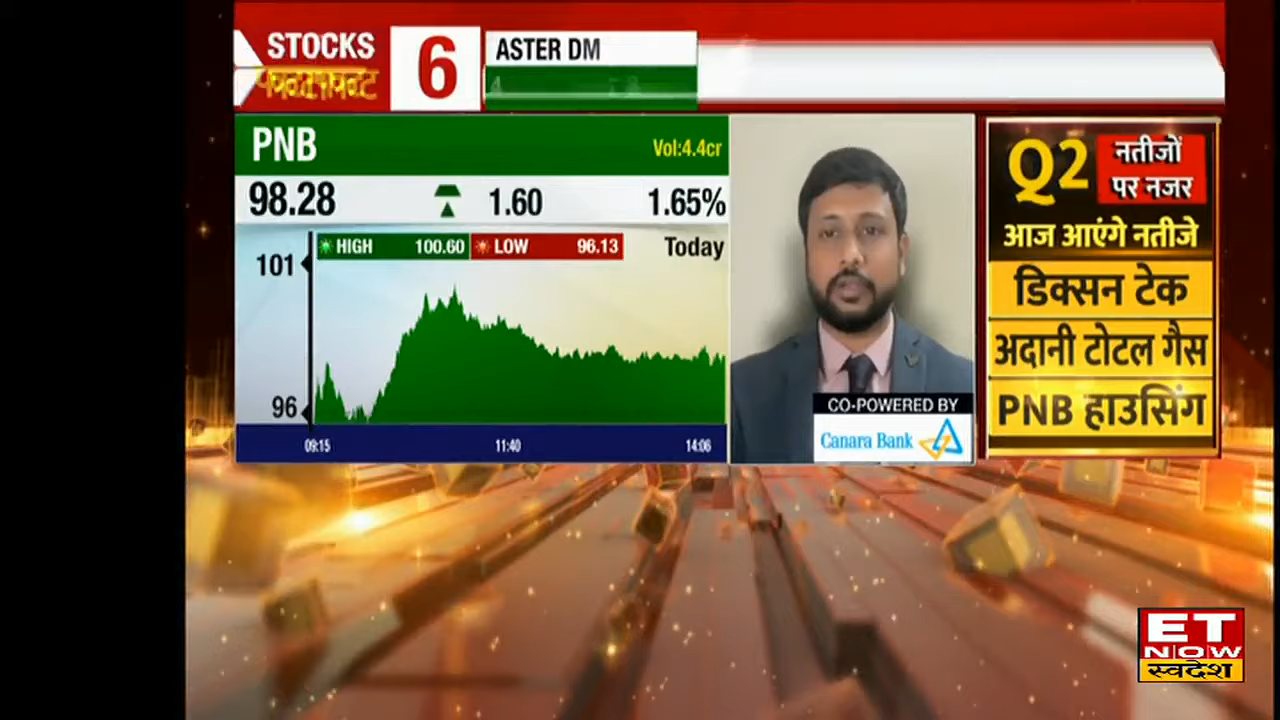 STOCKS
6
ASTER DM
PNB
Vol:4.4cr
98.28
1.60
1.65%
HIGH 100.60
LOW 96.13
Today
101
96
09:15
11:40
14:06
CO-POWERED BY
Canara Bank
Q2
नतीजों
पर नजर
आज आएंगे नतीजे
डिक्सन टेक
अदानी टोटल गैस
PNB हाउसिंग
ET
NOW
स्वदेश